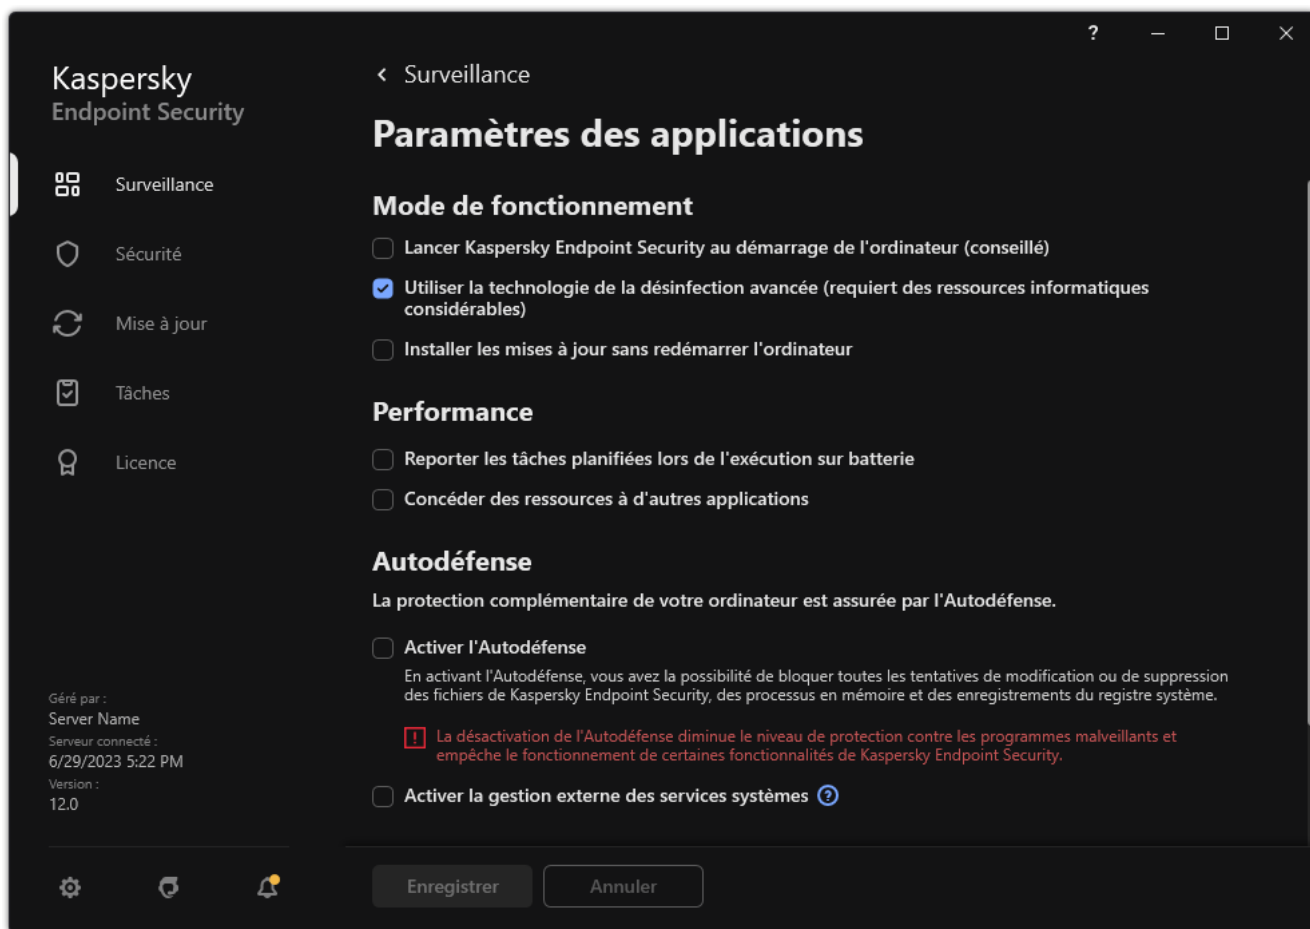 ?
Kaspersky
Endpoint Security
Surveillance
Sécurité
Mise à jour
Tâches
Licence
Géré par :
Server Name
Serveur connecté :
6/29/2023 5:22 PM
Version :
12.0
Surveillance
Paramètres des applications
Mode de fonctionnement
Lancer Kaspersky Endpoint Security au démarrage de l'ordinateur (conseillé)
Utiliser la technologie de la désinfection avancée (requiert des ressources informatiques
considérables)
Installer les mises à jour sans redémarrer l'ordinateur
Performance
Reporter les tâches planifiées lors de l'exécution sur batterie
Concéder des ressources à d'autres applications
Autodéfense
La protection complémentaire de votre ordinateur est assurée par l'Autodéfense.
Activer l'Autodéfense
En activant l'Autodéfense, vous avez la possibilité de bloquer toutes les tentatives de modification ou de suppression
des fichiers de Kaspersky Endpoint Security, des processus en mémoire et des enregistrements du registre système.
! La désactivation de l'Autodéfense diminue le niveau de protection contre les programmes malveillants et
empêche le fonctionnement de certaines fonctionnalités de Kaspersky Endpoint Security.
Activer la gestion externe des services systèmes ?
Enregistrer
Annuler